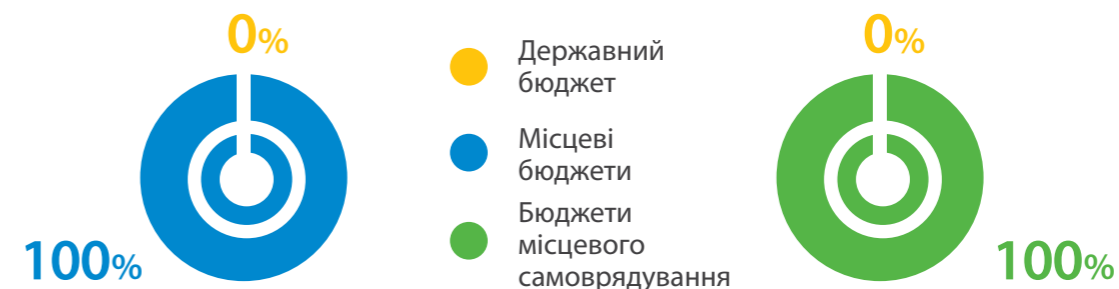 0%
100%
Державний
бюджет
Місцеві
бюджети
Бюджети
місцевого
самоврядування
0%
100%